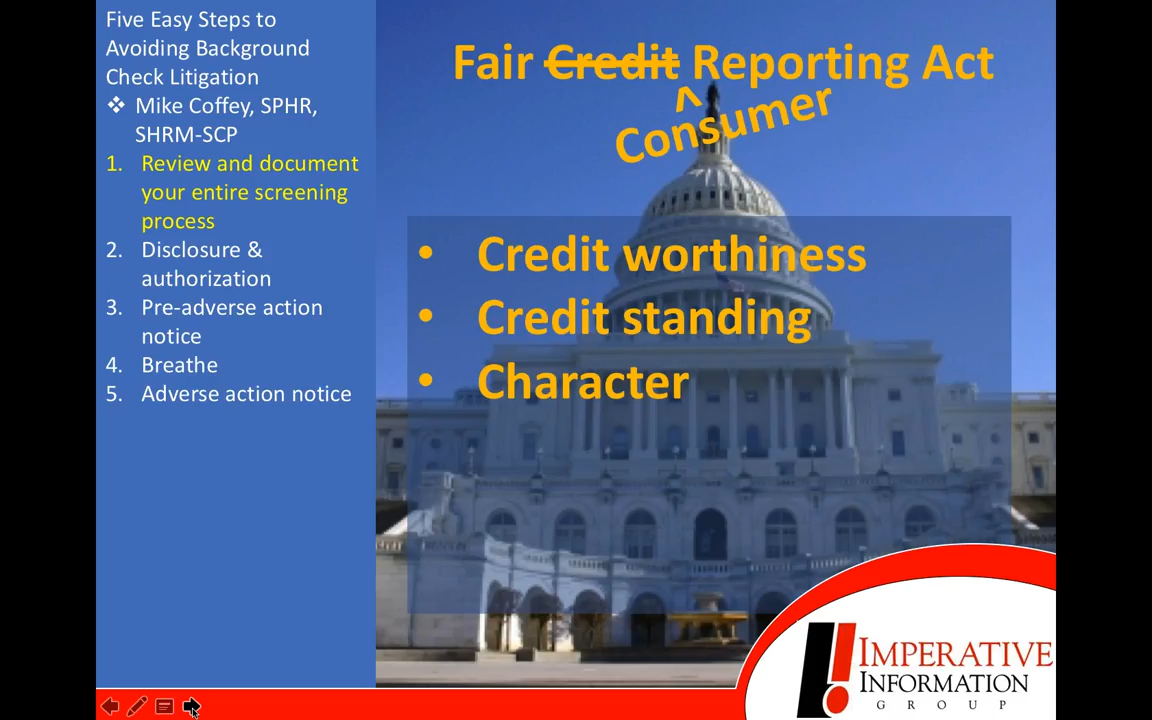 Five Easy Steps to
Avoiding Background
Check Litigation
❖ Mike Coffey, SPHR,
SHRM-SCP
1. Review and document
your entire screening
process
2. Disclosure &
authorization
3. Pre-adverse action
notice
4. Breathe
5. Adverse action notice
Fair Credit Reporting Act
^
Consumer
• Credit worthiness
• Credit standing
• Character
IMPERATIVE
INFORMATION
GROUP